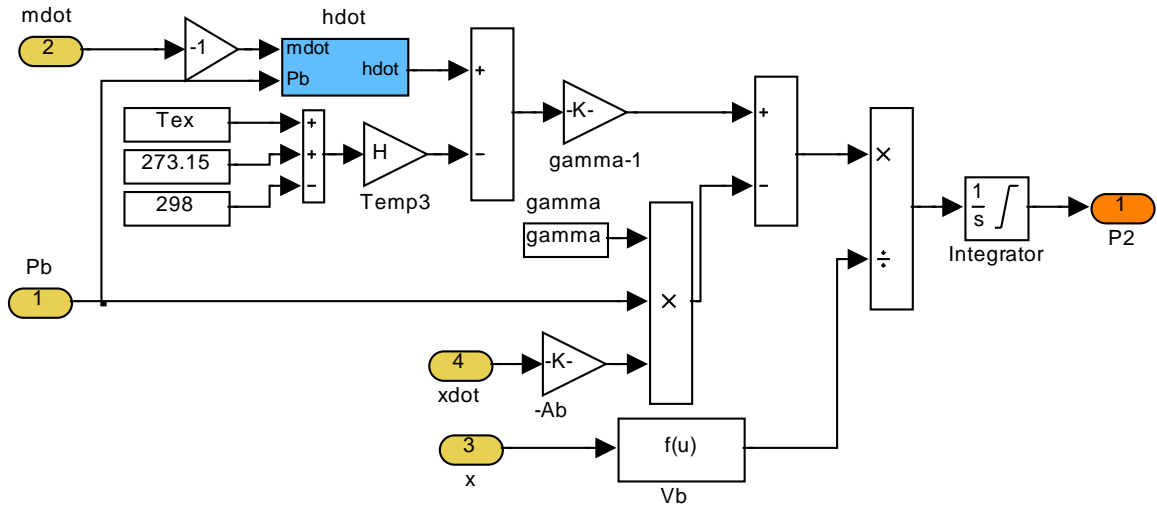 mdot
2
-1
hdot
mdot
Pb
hdot
+
−
-K-
gamma-1
Tex
273.15
298
+
+
−
H
Temp3
+
−
×
÷
1
s
Integrator
1
P2
gamma
gamma
×
Pb
1
4
xdot
-K-
-Ab
3
x
f(u)
Vb